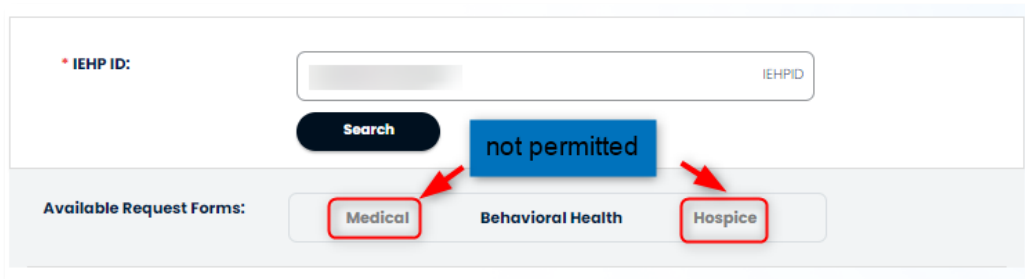 * IEHP ID:
IEHPID
Search
not permitted
Available Request Forms:
Medical
Behavioral Health
Hospice